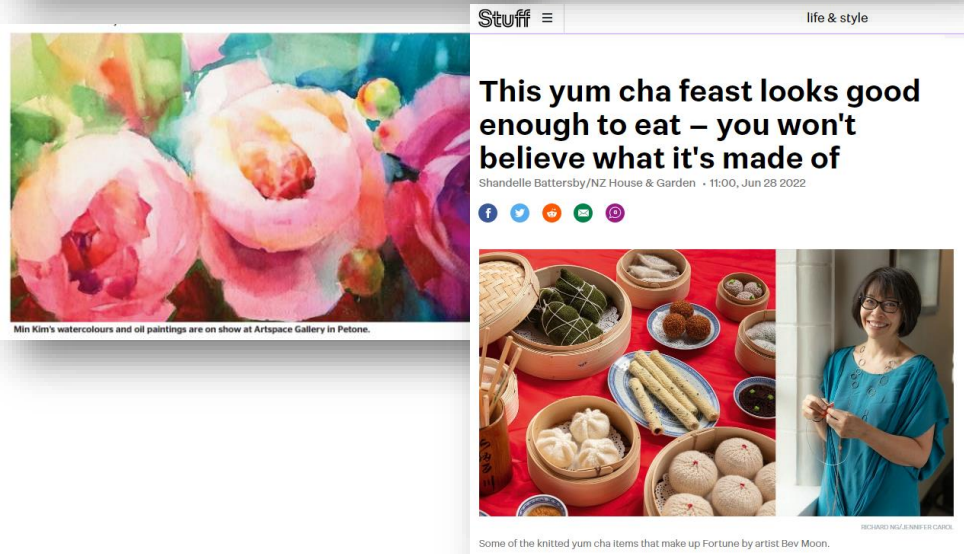 Min Kim's watercolours and oil paintings are on show at Artspace Gallery in Petone.
Stuff
life & style
This yum cha feast looks good
enough to eat – you won't
believe what it's made of
Shandelle Battersby/NZ House & Garden • 11:00, Jun 28 2022
0
RICHARD NG/JENNIFER CAROL
Some of the knitted yum cha items that make up Fortune by artist Bev Moon.